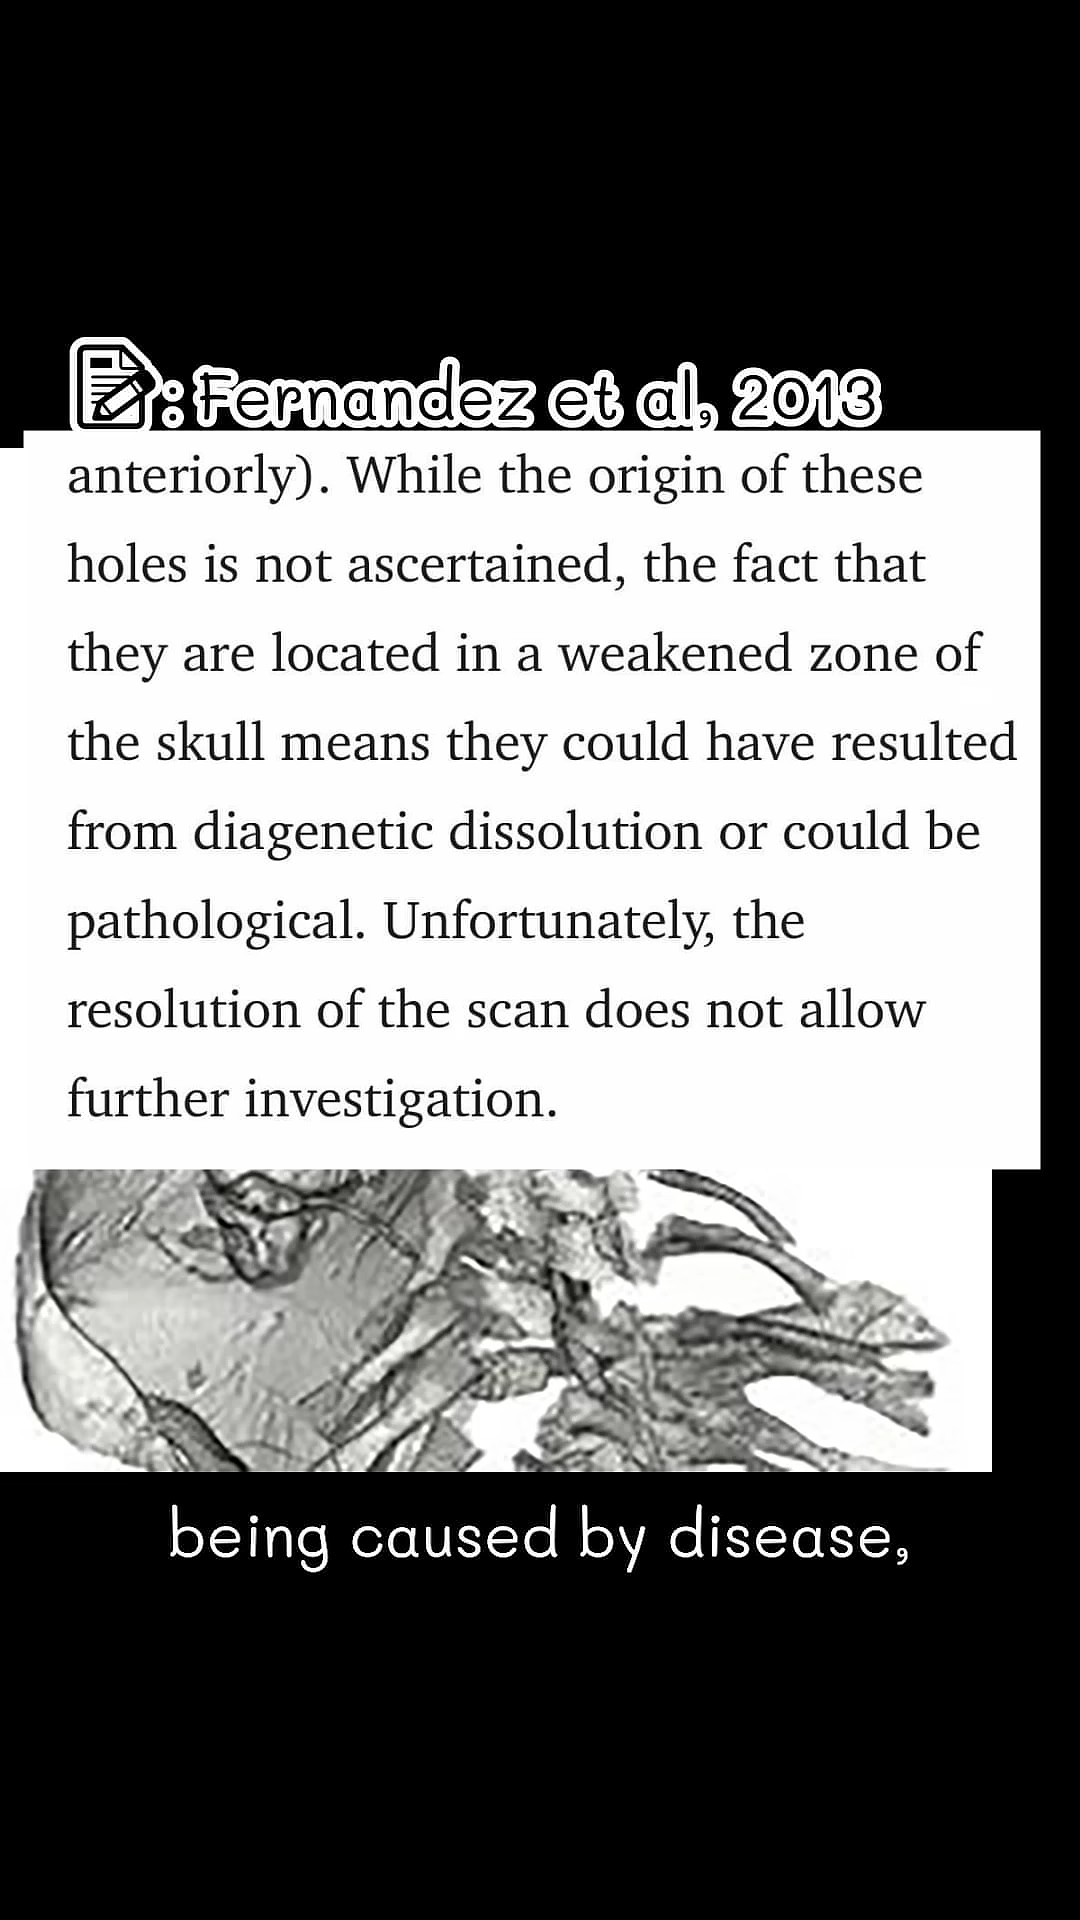 : Fernandez et al, 2013
anteriorly). While the origin of these
holes is not ascertained, the fact that
they are located in a weakened zone of
the skull means they could have resulted
from diagenetic dissolution or could be
pathological. Unfortunately, the
resolution of the scan does not allow
further investigation.
being caused by disease,